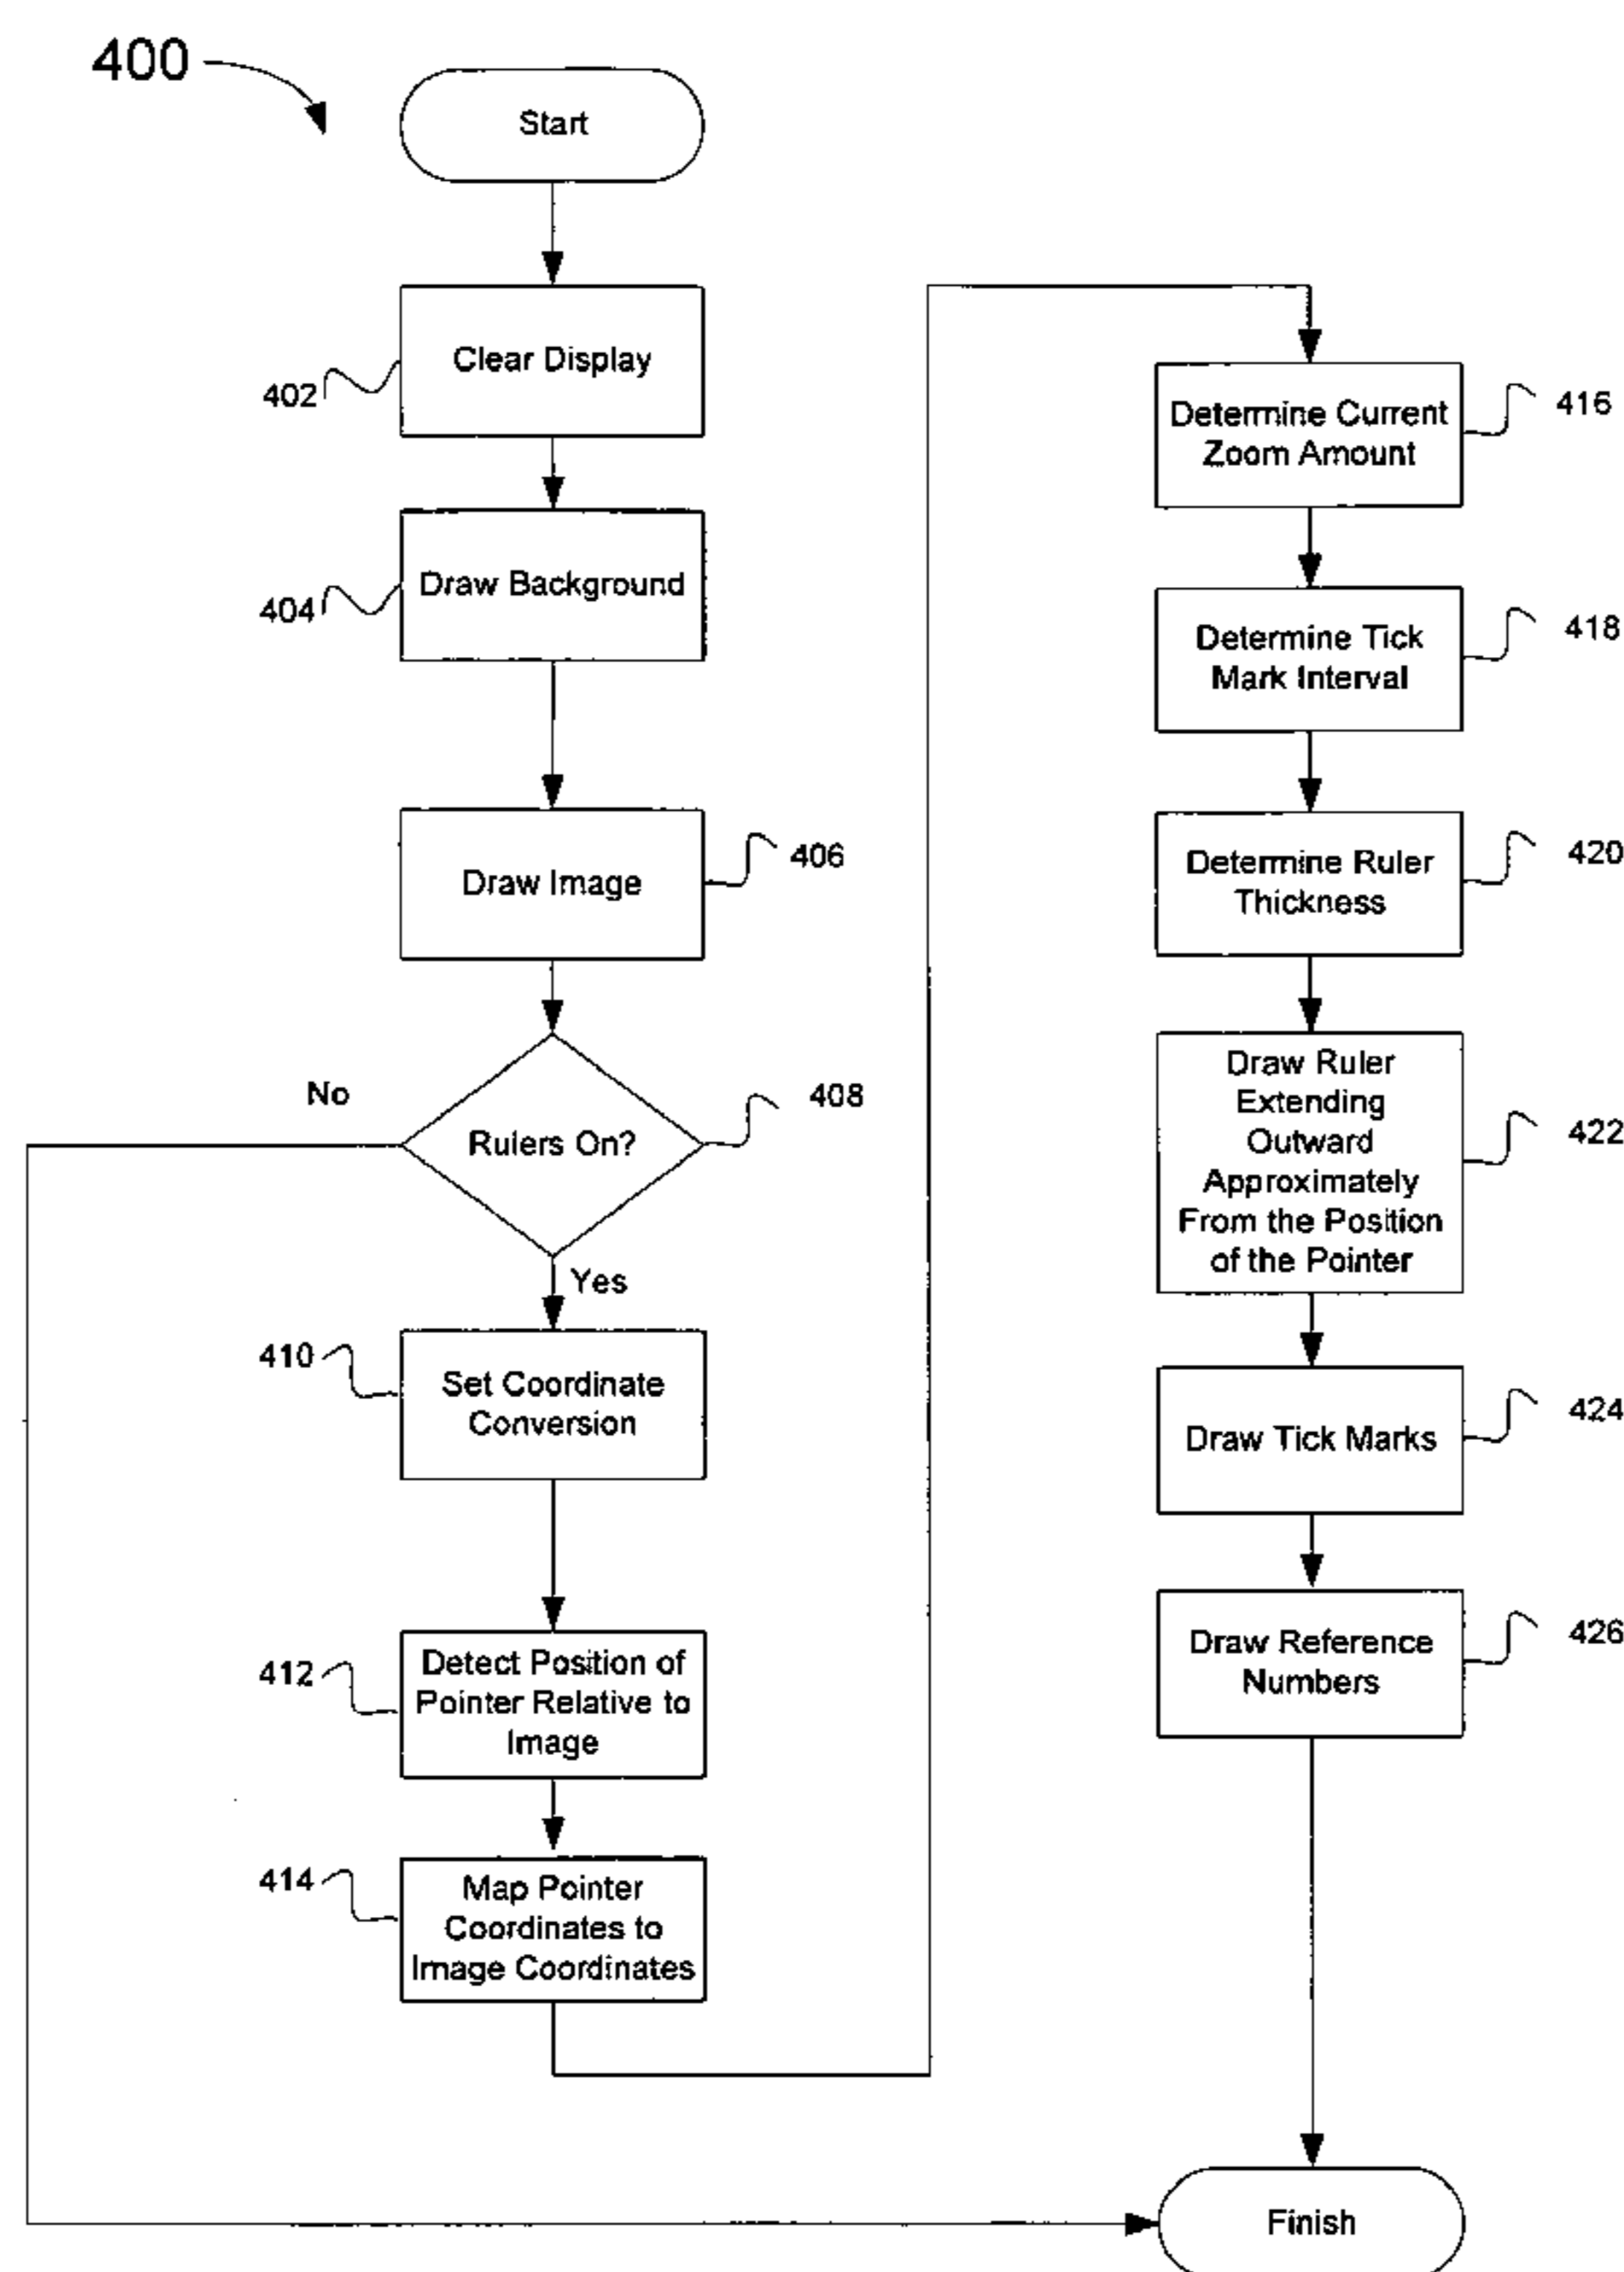 400
Start
Clear Display
402
Draw Background
404
Draw Image
406
Rulers On?
408
No
Yes
Set Coordinate
Conversion
410
Detect Position of
Pointer Relative to
Image
412
Map Pointer
Coordinates to
Image Coordinates
414
Determine Current
Zoom Amount
416
Determine Tick
Mark Interval
418
Determine Ruler
Thickness
420
Draw Ruler
Extending
Outward
Approximately
From the Position
of the Pointer
422
Draw Tick Marks
424
Draw Reference
Numbers
426
Finish